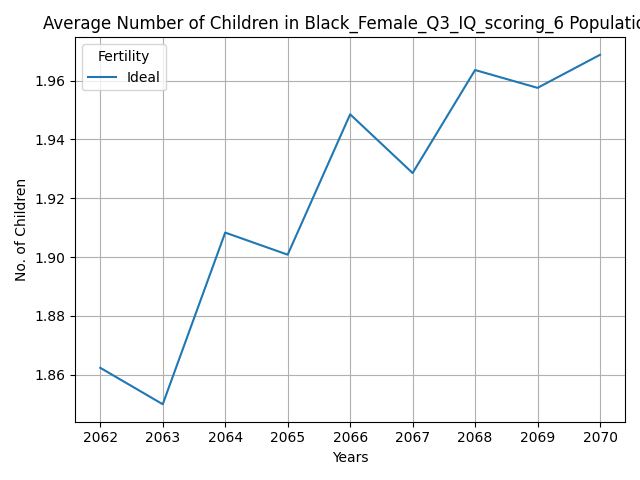 Average Number of Children in Black_Female_Q3_IQ_scoring_6 Populatio
Fertility
Ideal
No. of Children
1.96
1.94
1.92
1.90
1.88
1.86
2062 2063 2064 2065 2066 2067 2068 2069 2070
Years